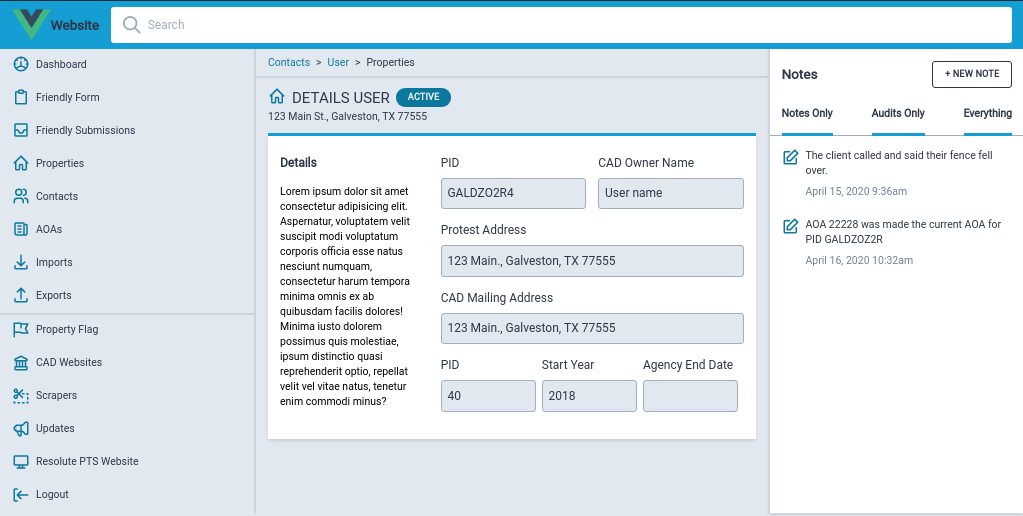 Website
Search
Dashboard
Friendly Form
Friendly Submissions
Properties
Contacts
AOAs
Imports
Exports
Property Flag
CAD Websites
Scrapers
Updates
Resolute PTS Website
Logout
Contacts > User > Properties
DETAILS USER ACTIVE
123 Main St., Galveston, TX 77555
Details
Lorem ipsum dolor sit amet
consectetur adipisicing elit.
Aspernatur, voluptatem velit
suscipit modi voluptatum
corporis officia esse natus
nesciunt numquam,
consectetur harum tempora
minima omnis ex ab
quibusdam facilis dolores!
Minima iusto dolorem
possimus quis molestiae,
ipsum distinctio quasi
reprehenderit optio, repellat
velit vel vitae natus, tenetur
enim commodi minus?
PID
GALDZO2R4
CAD Owner Name
User name
Protest Address
123 Main., Galveston, TX 77555
CAD Mailing Address
123 Main., Galveston, TX 77555
PID
40
Start Year
2018
Agency End Date
Notes
+ NEW NOTE
Notes Only Audits Only Everything
The client called and said their fence fell
over.
April 15, 2020 9:36am
AOA 22228 was made the current AOA for
PID GALDZOZ2R
April 16, 2020 10:32am